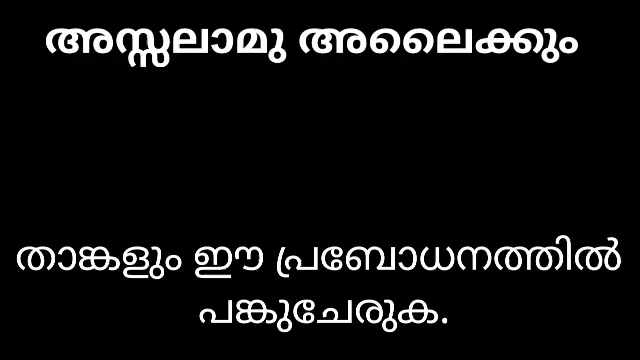 അസ്സലാമു അലൈക്കും
താങ്കളും ഈ പ്രബോധനത്തിൽ
പങ്കുചേരുക.